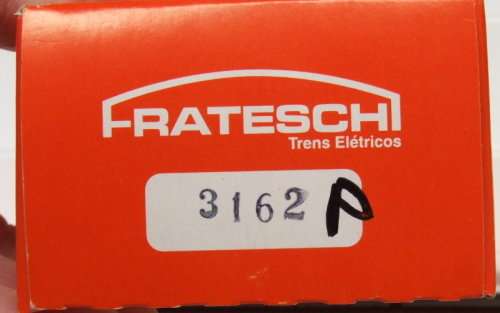 FRATESCHI
Trens Elétricos
3162 P